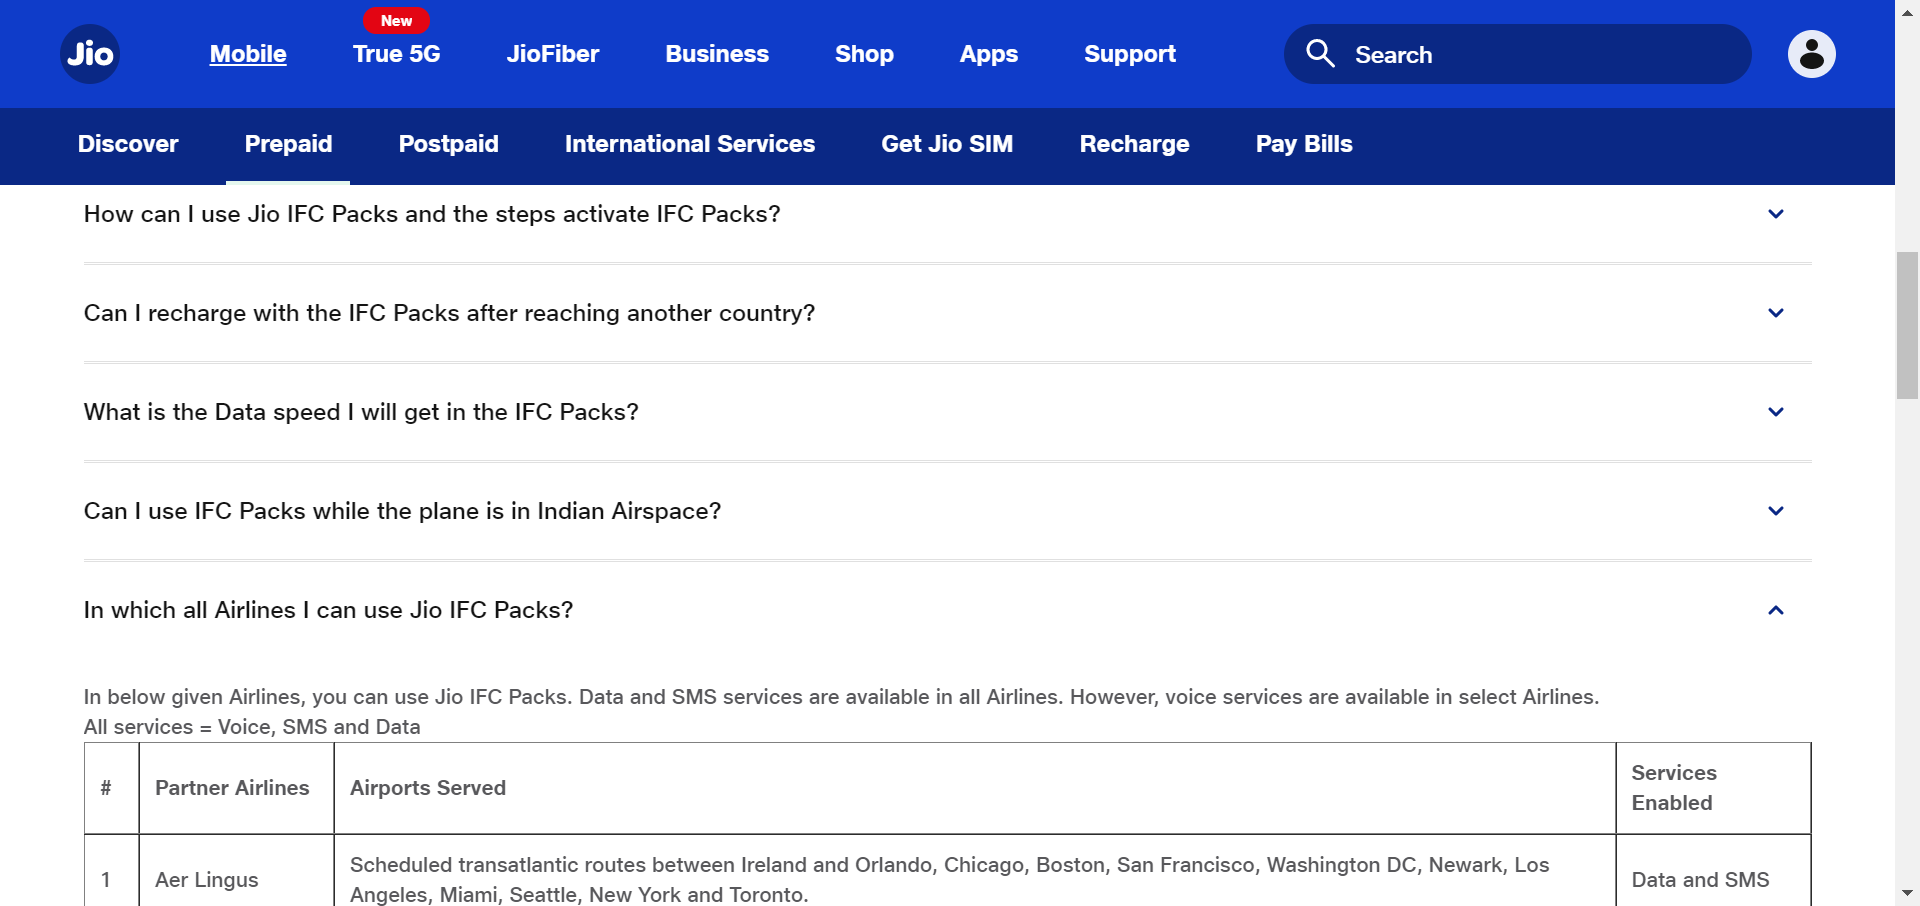 Jio
Mobile
New
True 5G
JioFiber
Business
Shop
Apps
Support
Search
Discover
Prepaid
Postpaid
International Services
Get Jio SIM
Recharge
Pay Bills
How can I use Jio IFC Packs and the steps activate IFC Packs?
Can I recharge with the IFC Packs after reaching another country?
What is the Data speed I will get in the IFC Packs?
Can I use IFC Packs while the plane is in Indian Airspace?
In which all Airlines I can use Jio IFC Packs?
In below given Airlines, you can use Jio IFC Packs. Data and SMS services are available in all Airlines. However, voice services are available in select Airlines.
All services = Voice, SMS and Data
#
Partner Airlines
Airports Served
Services
Enabled
1
Aer Lingus
Scheduled transatlantic routes between Ireland and Orlando, Chicago, Boston, San Francisco, Washington DC, Newark, Los
Angeles, Miami, Seattle, New York and Toronto.
Data and SMS